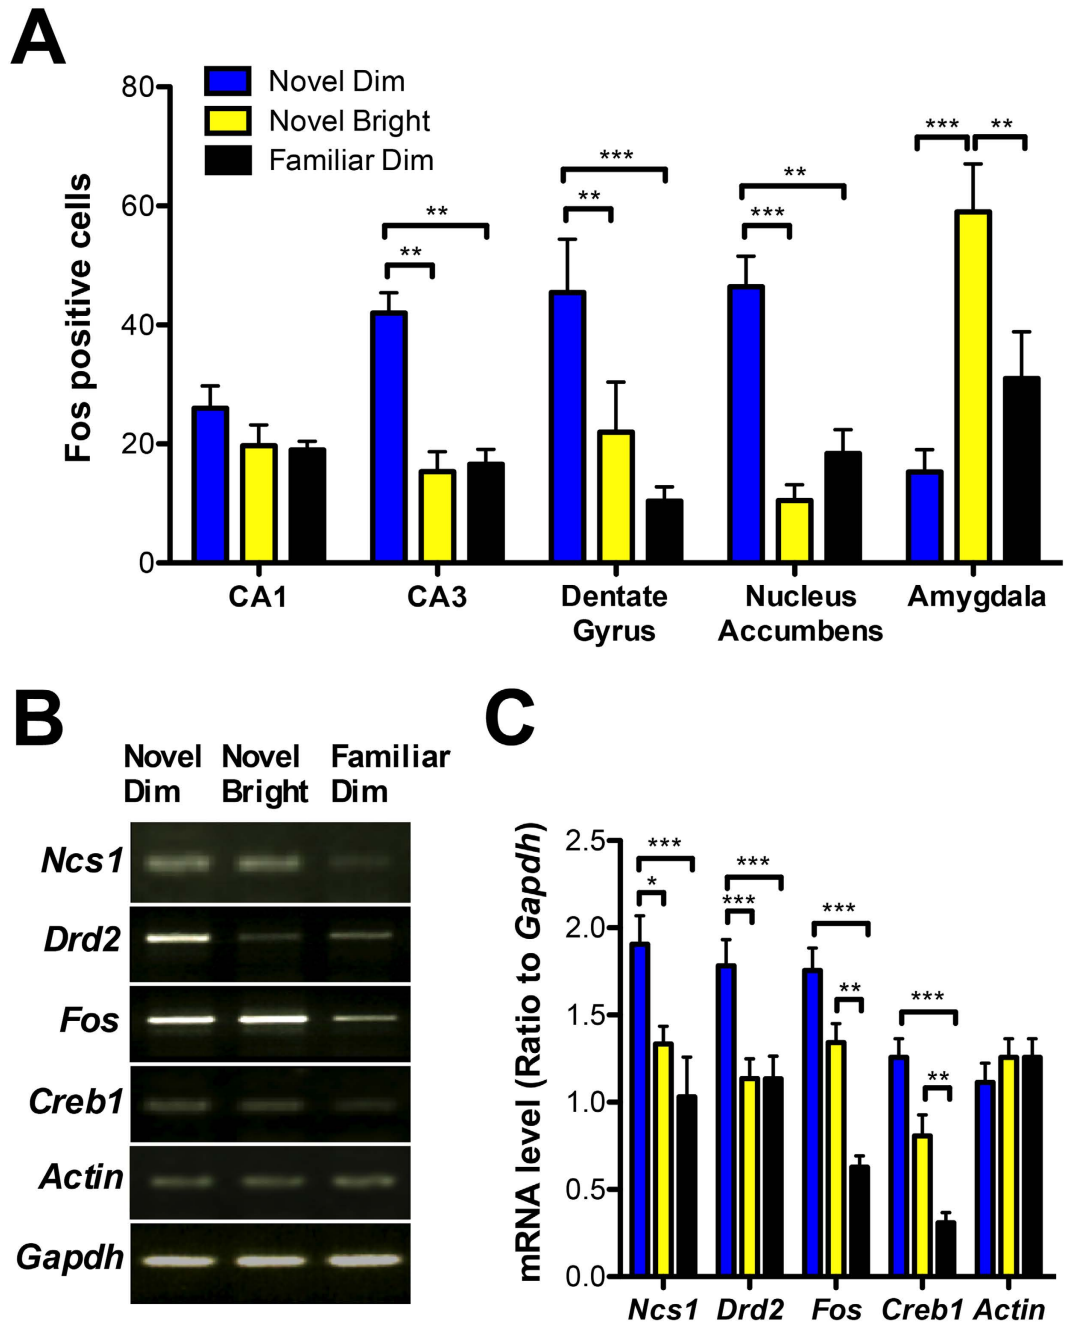 A
Novel Dim
Novel Bright
Familiar Dim
Fos positive cells
80
60
40
20
0
** **
*** **
** ***
*** **
CA1 CA3 Dentate Gyrus Nucleus Accumbens Amygdala
B
Novel Dim Novel Bright Familiar Dim
Ncs1
Drd2
Fos
Creb1
Actin
Gapdh
C
mRNA level (Ratio to Gapdh)
2.5
2.0
1.5
1.0
0.5
0.0
***
*
***
***
***
**
***
**
Ncs1 Drd2 Fos Creb1 Actin